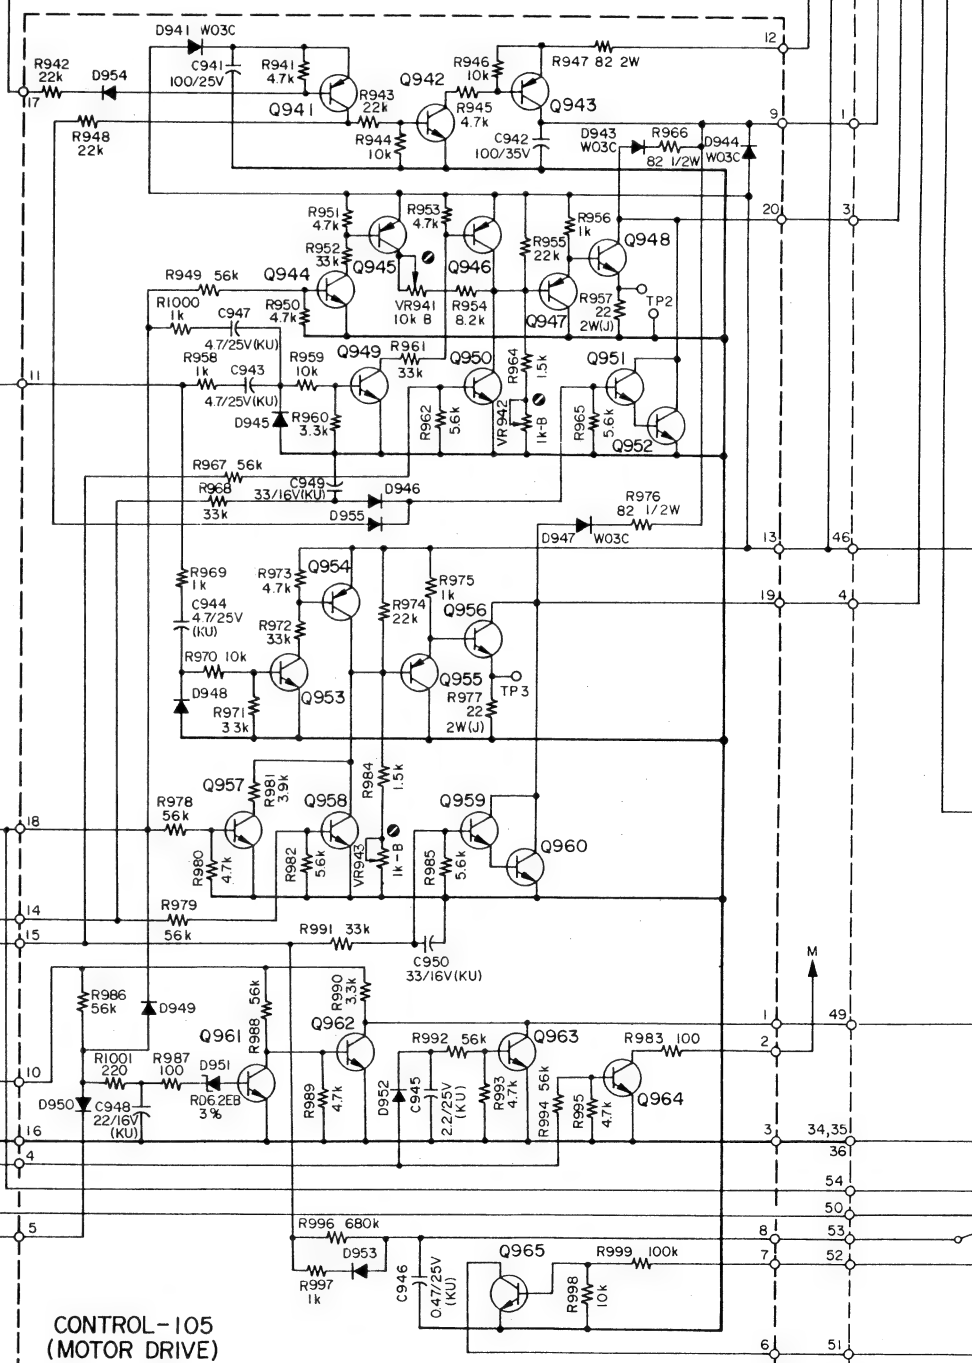 D941 W03C
12
R942
22k
D954
C941
100/25V
R941
4.7k
Q942
R946
10k
R947 82 2W
17
Q941
R943
22k
R945
4.7k
Q943
9
1
R948
22k
R944
10k
C942
100/35V
D943
W03C
R966
82 1/2W
D944
W03C
R951
4.7k
R953
4.7k
R956
1k
20
3
R952
33k
R955
22k
Q948
R949 56k
Q944
Q945
Q946
R1000
1k
C947
4.7/25V(KU)
R950
4.7k
VR941
10k B
R954
8.2k
Q947
R957
22
2W(J)
TP2
R958
1k
C943
4.7/25V(KU)
R959
10k
Q949
R961
33k
Q950
R964
1.5k
Q951
11
D945
R960
3.3k
R962
5.6k
VR942
1k-B
R965
5.6k
Q952
R967 56k
R968
33k
C949
33/16V(KU)
D946
D955
R976
82 1/2W
D947 W03C
13
46
R969
1k
R973
4.7k
Q954
R975
1k
Q956
19
4
C944
4.7/25V
(KU)
R972
33k
R974
22k
R970 10k
Q953
Q955
TP3
D948
R971
3.3k
R977
22
2W(J)
Q957
R981
3.9k
Q958
R984
1.5k
Q959
R978
56k
18
R980
4.7k
R982
5.6k
VR943
1k-B
R985
5.6k
Q960
14
R979
56k
15
R991 33k
C950
33/16V(KU)
M
R986
56k
D949
R988
56k
R990
3.3k
Q961
Q962
Q963
1
49
R1001
220
R987
100
D951
RD6.2EB
3%
R992 56k
R983 100
2
10
D950
C948
22/16V
(KU)
R989
4.7k
D952
C945
2.2/25V
(KU)
R993
4.7k
R994 56k
R995
4.7k
Q964
16
3
34,35
36
4
54
50
5
R996 680k
8
53
D953
Q965
R999 100k
7
52
R997
1k
C946
0.47/25V
(KU)
R998
10k
CONTROL-105
(MOTOR DRIVE)
6
51